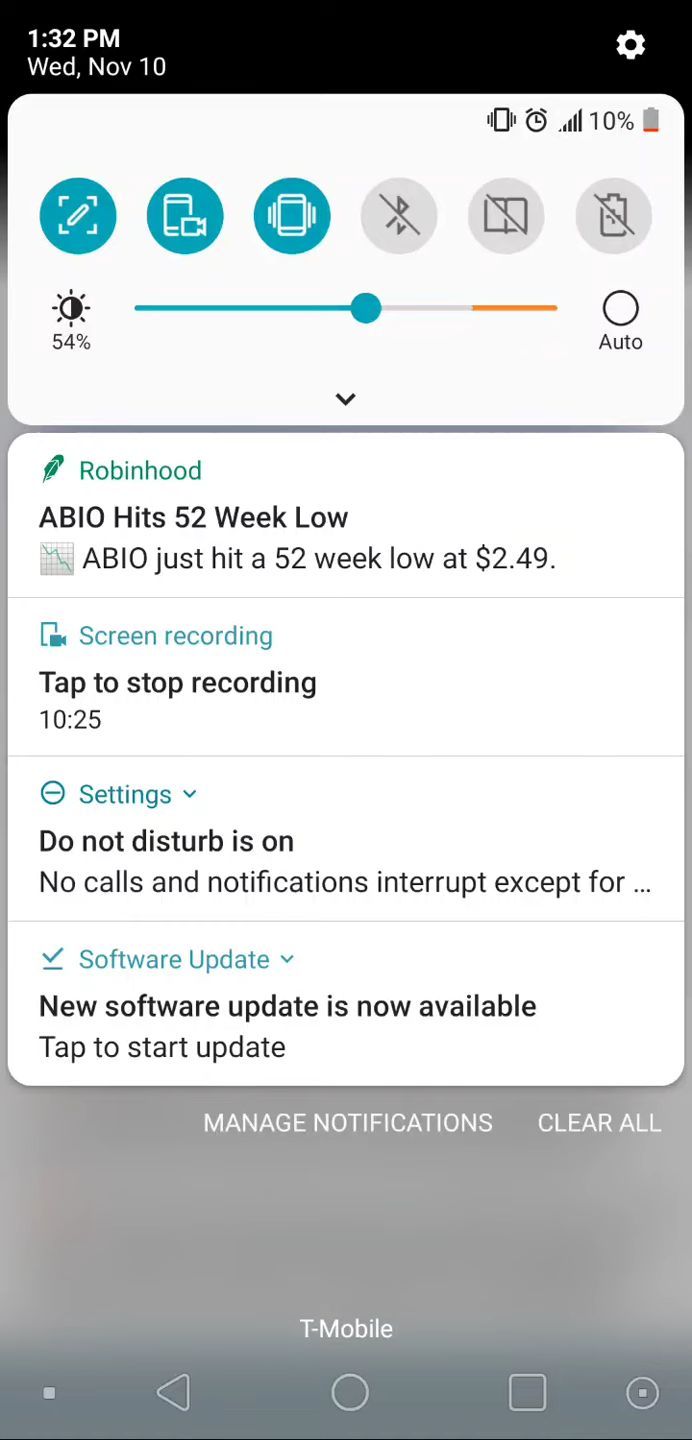 1:32 PM
Wed, Nov 10
10%
54%
Auto
Robinhood
ABIO Hits 52 Week Low
ABIO just hit a 52 week low at $2.49.
Screen recording
Tap to stop recording
10:25
Settings
Do not disturb is on
No calls and notifications interrupt except for ...
Software Update
New software update is now available
Tap to start update
MANAGE NOTIFICATIONS CLEAR ALL
T-Mobile